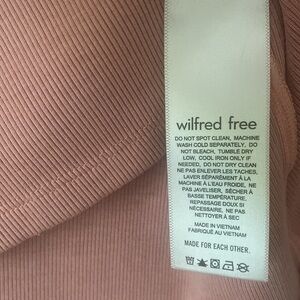 wilfred free
DO NOT SPOT CLEAN, MACHINE
WASH COLD SEPARATELY, DO
NOT BLEACH, TUMBLE DRY
LOW, COOL IRON ONLY IF
NEEDED, DO NOT DRY CLEAN
NE PAS ENLEVER LES TACHES,
LAVER SÉPARÉMENT À LA
MACHINE À L'EAU FROIDE, NE
PAS JAVELISER, SÉCHER À
BASSE TEMPÉRATURE,
REPASSAGE DOUX SI
NÉCESSAIRE, NE PAS
NETTOYER À SEC
MADE IN VIETNAM
FABRIQUÉ AU VIETNAM
MADE FOR EACH OTHER.